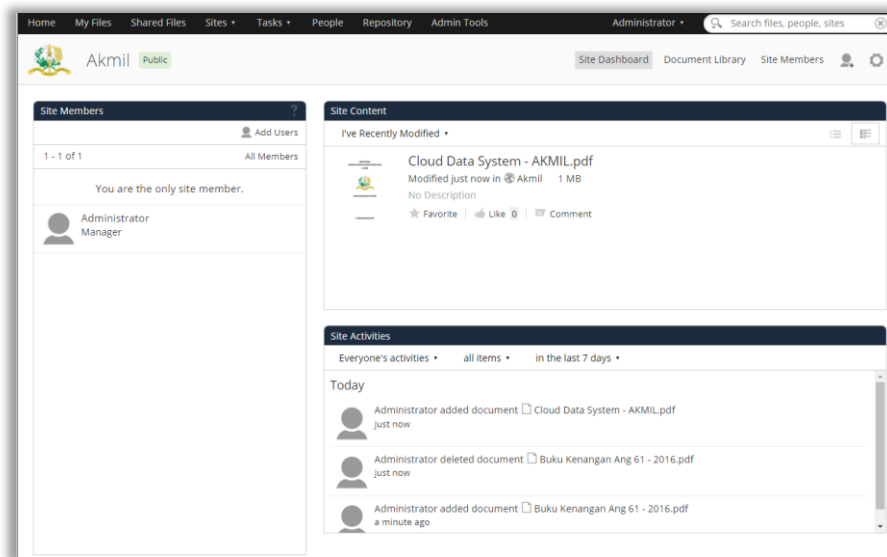 Home My Files Shared Files Sites ▾ Tasks ▾ People Repository Admin Tools Administrator ▾ Search files, people, sites
Akmil Public Site Dashboard Document Library Site Members
Site Members ?
Add Users
1 - 1 of 1 All Members
You are the only site member.
Administrator
Manager
Site Content
I've Recently Modified ▾
Cloud Data System - AKMIL.pdf
Modified just now in Akmil 1 MB
No Description
Favorite Like 0 Comment
Site Activities
Everyone's activities ▾ all items ▾ in the last 7 days ▾
Today
Administrator added document Cloud Data System - AKMIL.pdf
just now
Administrator deleted document Buku Kenangan Ang 61 - 2016.pdf
just now
Administrator added document Buku Kenangan Ang 61 - 2016.pdf
a minute ago